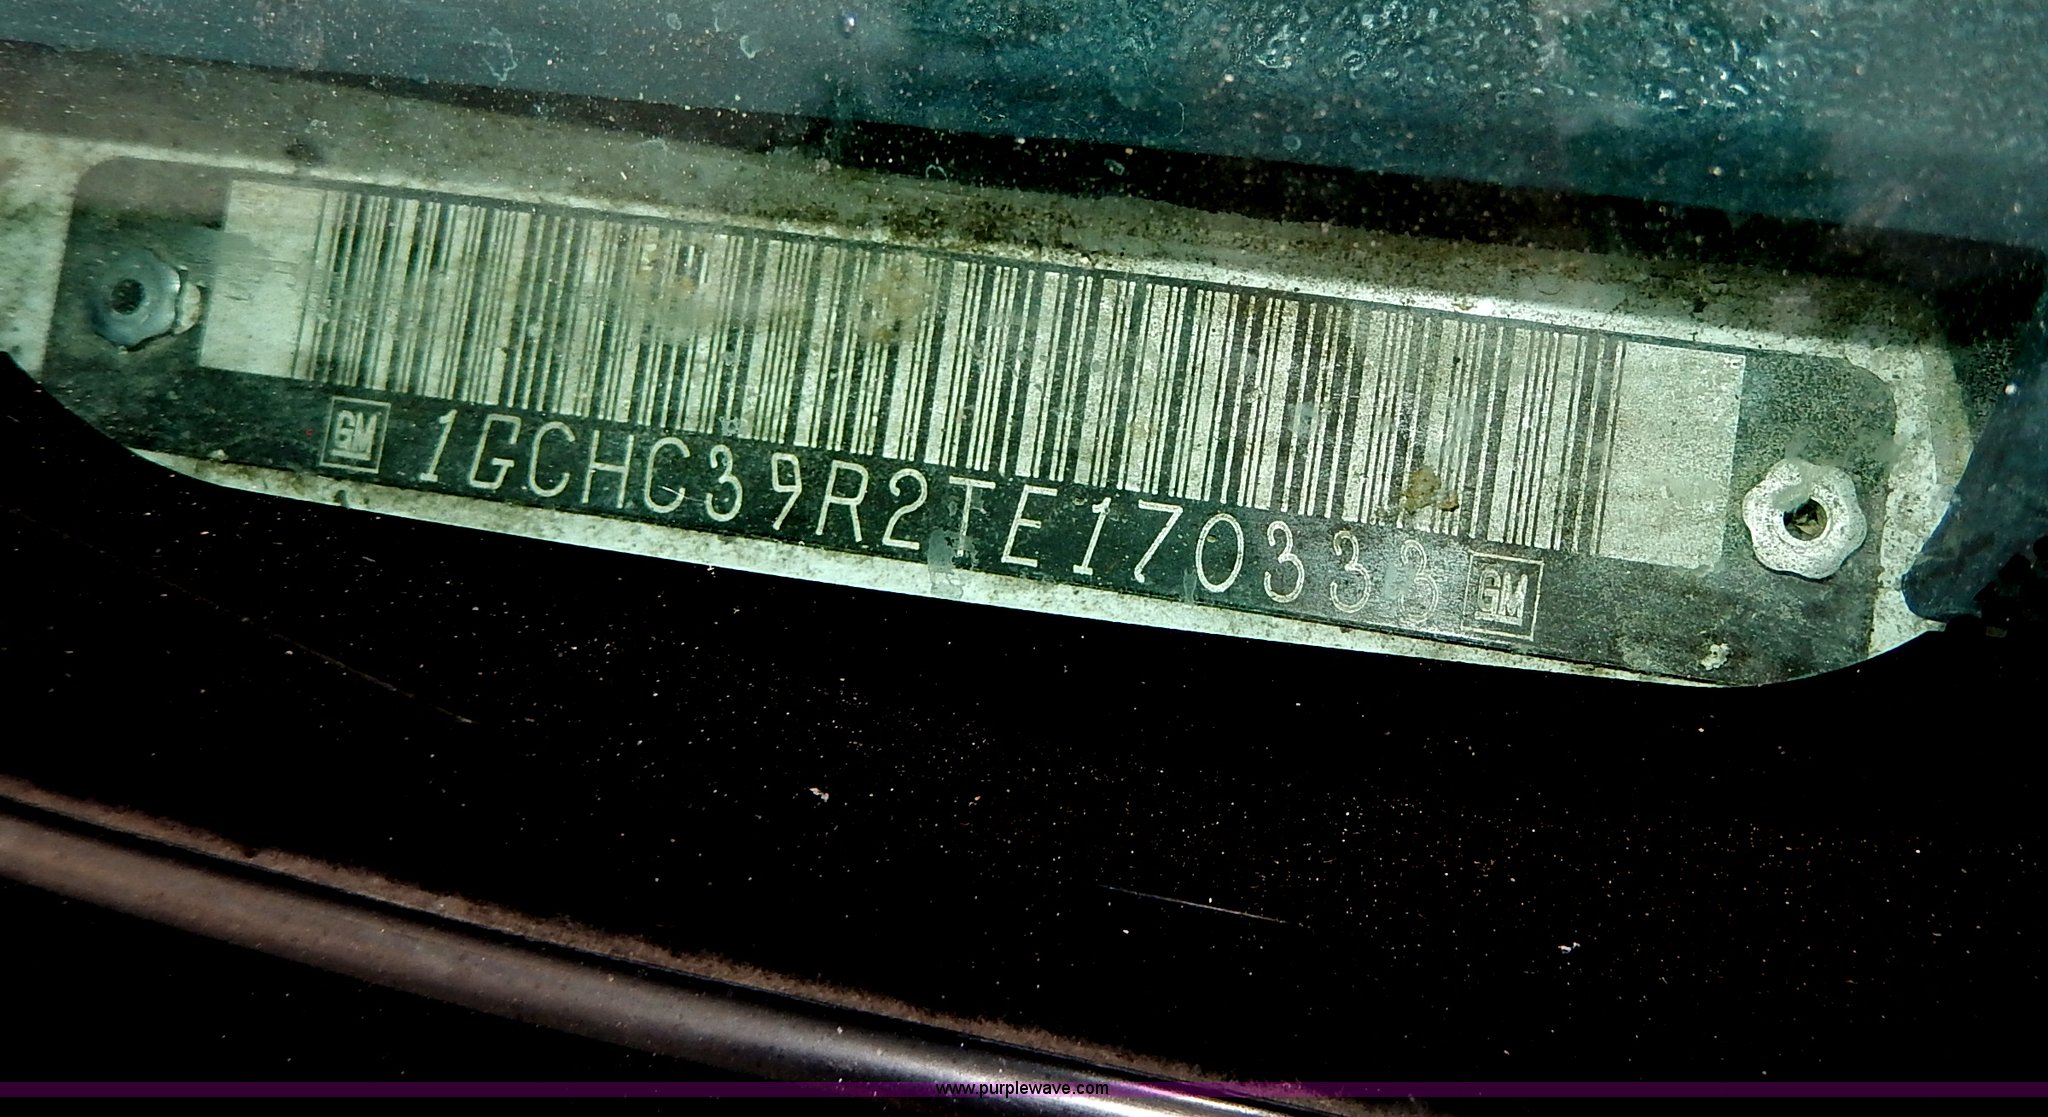 GM 1GCHC39R2TE170333 GM
www.purplewave.com